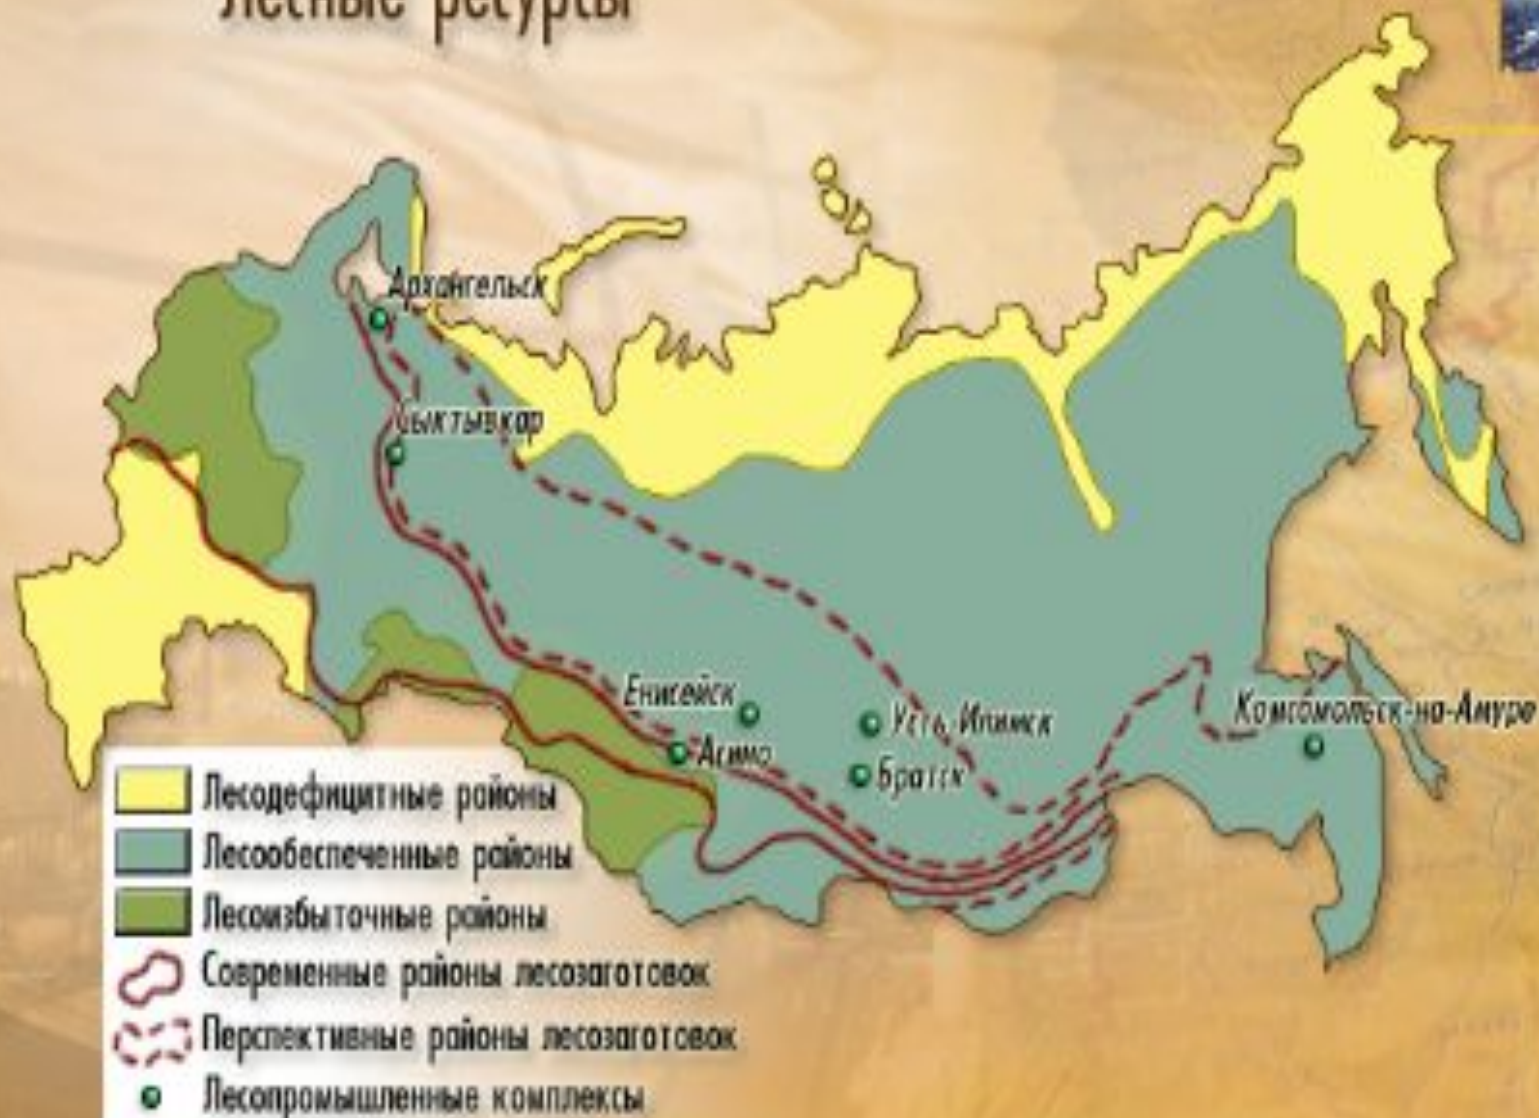 Лесные ресурсы
Архангельск
Сыктывкар
Енисейск
Усть-Илимск
Комсомольск-на-Амуре
Асино
Братск
Лесодефицитные районы
Лесообеспеченные районы
Лесоизбыточные районы
Современные районы лесозаготовок
Перспективные районы лесозаготовок
Лесопромышленные комплексы